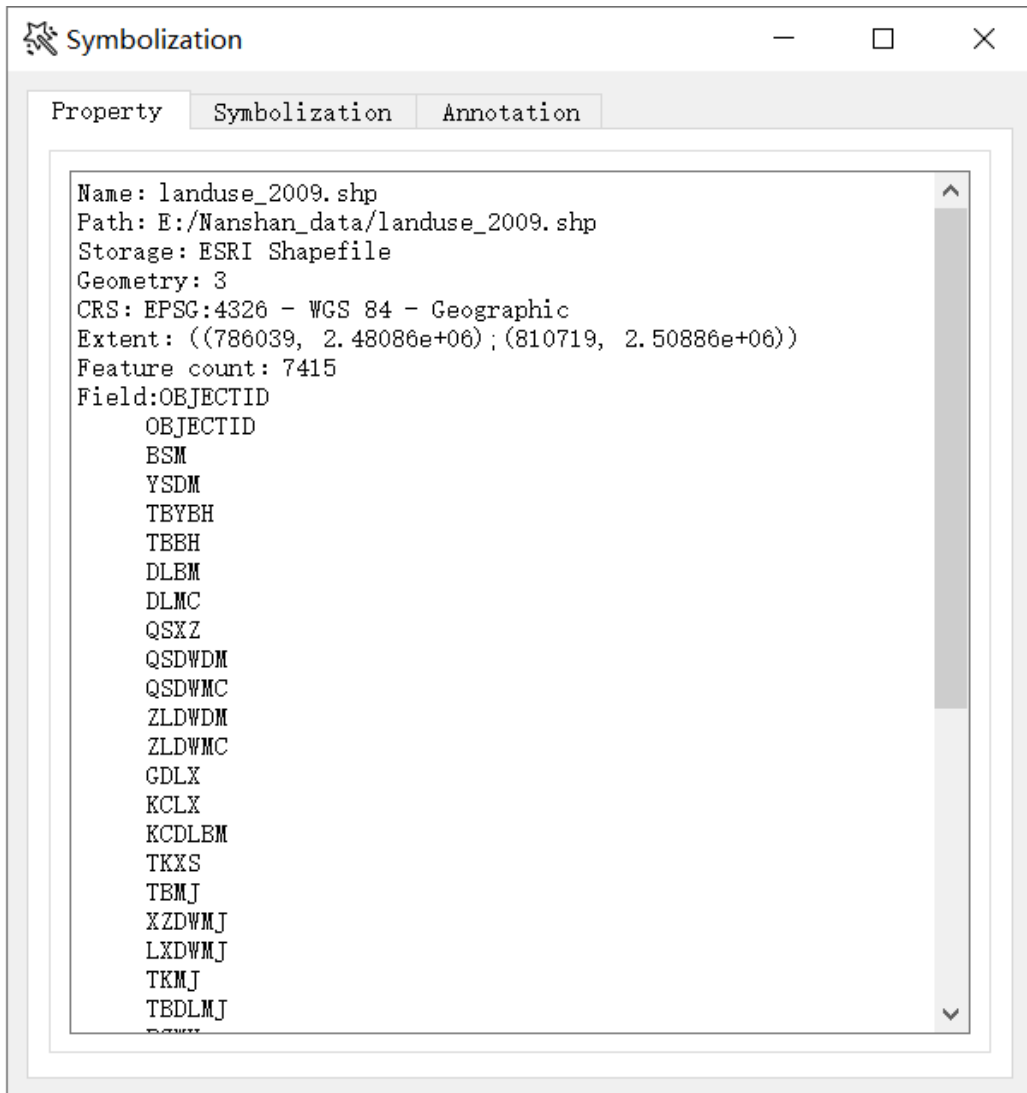 Symbolization
Property Symbolization Annotation
Name: landuse_2009.shp
Path: E:/Nanshan_data/landuse_2009.shp
Storage: ESRI Shapefile
Geometry: 3
CRS: EPSG:4326 - WGS 84 - Geographic
Extent: ((786039, 2.48086e+06);(810719, 2.50886e+06))
Feature count: 7415
Field:OBJECTID
OBJECTID
BSM
YSDM
TBYBH
TBBH
DLBM
DLMC
QSXZ
QSDWDM
QSDWMC
ZLDWDM
ZLDWMC
GDLX
KCLX
KCDLBM
TKXS
TBMJ
XZDWMJ
LXDWMJ
TKMJ
TBDLMJ